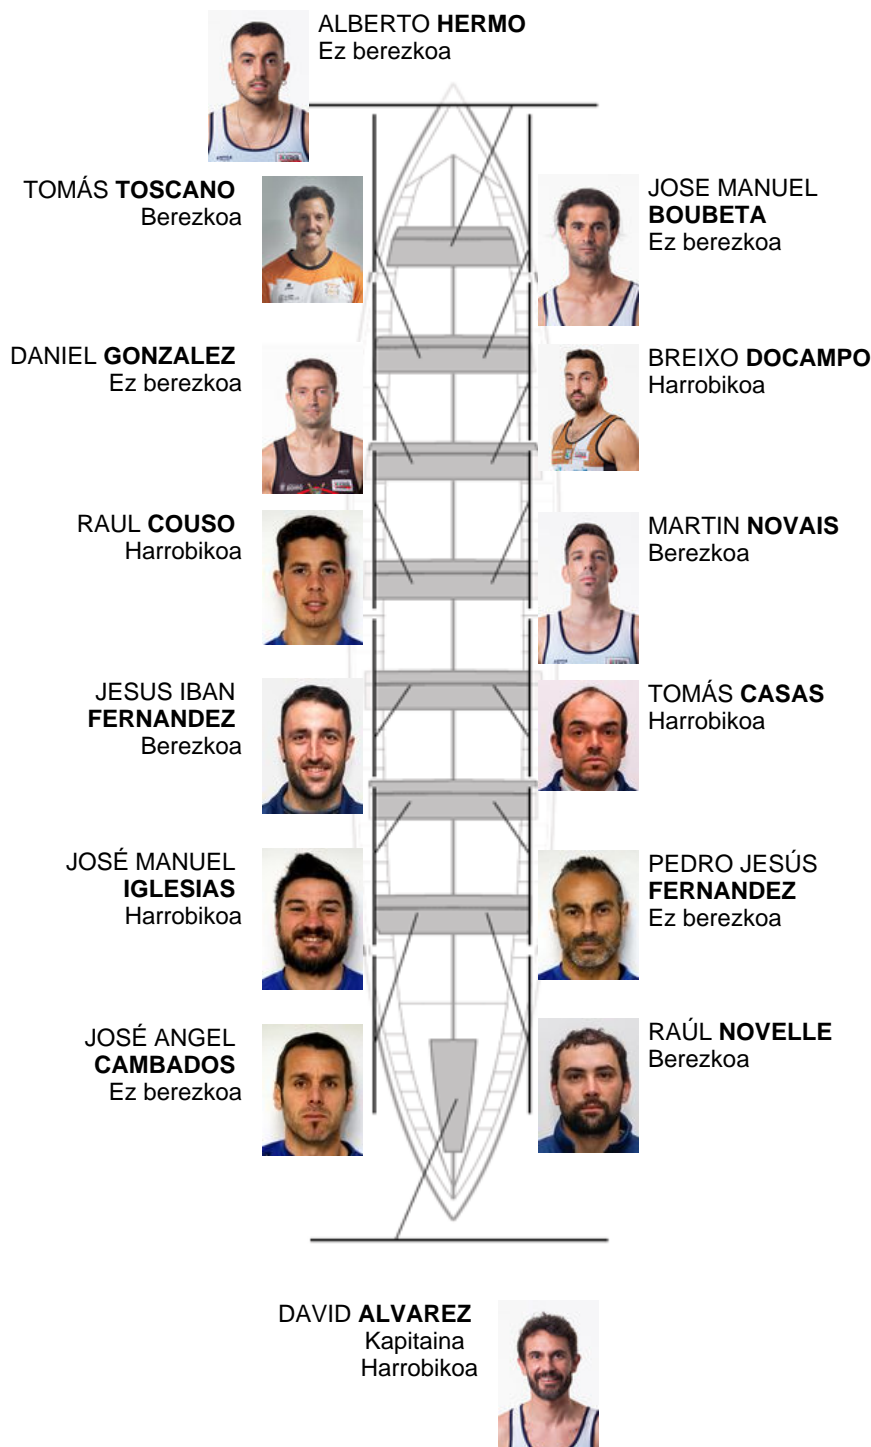 ALBERTO HERMO
Ez berezkoa
TOMÁS TOSCANO
Berezkoa
JOSE MANUEL
BOUBETA
Ez berezkoa
DANIEL GONZALEZ
Ez berezkoa
BREIXO DOCAMPO
Harrobikoa
RAUL COUSO
Harrobikoa
MARTIN NOVAIS
Berezkoa
JESUS IBAN
FERNANDEZ
Berezkoa
TOMÁS CASAS
Harrobikoa
JOSÉ MANUEL
IGLESIAS
Harrobikoa
PEDRO JESÚS
FERNANDEZ
Ez berezkoa
JOSÉ ANGEL
CAMBADOS
Ez berezkoa
RAÚL NOVELLE
Berezkoa
DAVID ALVAREZ
Kapitaina
Harrobikoa